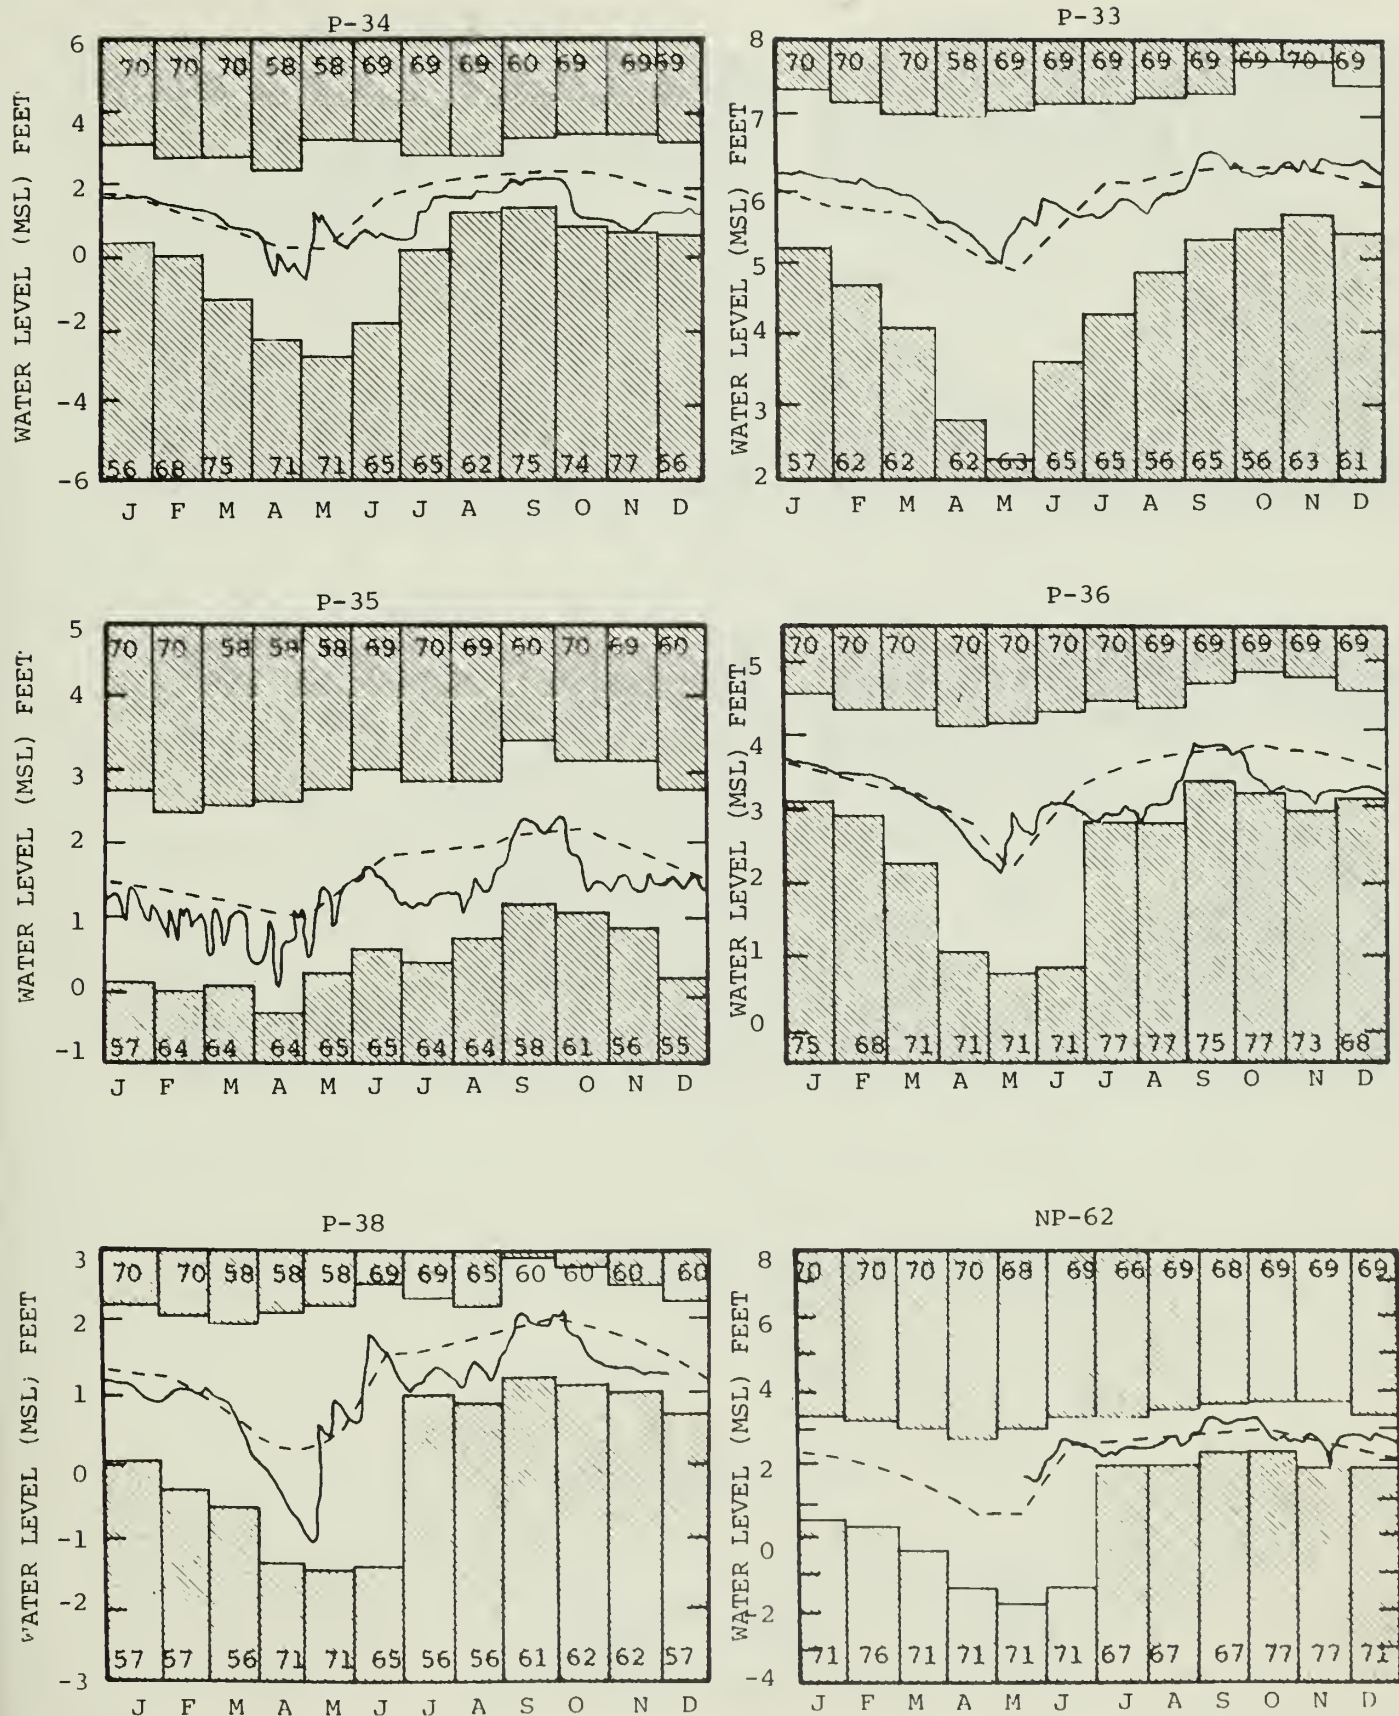 P-34
WATER LEVEL (MSL) FEET
6
4
2
0
-2
-4
-6
70 70 70 58 58 69 69 69 60 69 69 69
56 68 75 71 71 65 65 62 75 74 77 56
J F M A M J J A S O N D
P-33
WATER LEVEL (MSL) FEET
8
7
6
5
4
3
2
70 70 70 58 69 69 69 69 69 69 70 69
57 62 62 62 63 65 65 56 65 56 63 61
J F M A M J J A S O N D
P-35
WATER LEVEL (MSL) FEET
5
4
3
2
1
0
-1
70 70 58 58 69 70 69 60 70 69 60
57 64 64 64 65 65 64 64 58 61 56 55
J F M A M J J A S O N D
P-36
WATER LEVEL (MSL) FEET
5
4
3
2
1
0
70 70 70 70 70 70 70 69 69 69 69 69
75 68 71 71 71 71 77 77 75 77 73 68
J F M A M J J A S O N D
P-38
WATER LEVEL (MSL) FEET
3
2
1
0
-1
-2
-3
70 70 58 58 58 69 69 65 60 60 60 60
57 57 56 71 71 65 56 56 61 62 62 57
J F M A M J J A S O N D
NP-62
WATER LEVEL (MSL) FEET
8
6
4
2
0
-2
-4
70 70 70 70 68 69 66 69 68 69 69 69
71 76 71 71 71 71 67 67 67 77 77 71
J F M A M J J A S O N D